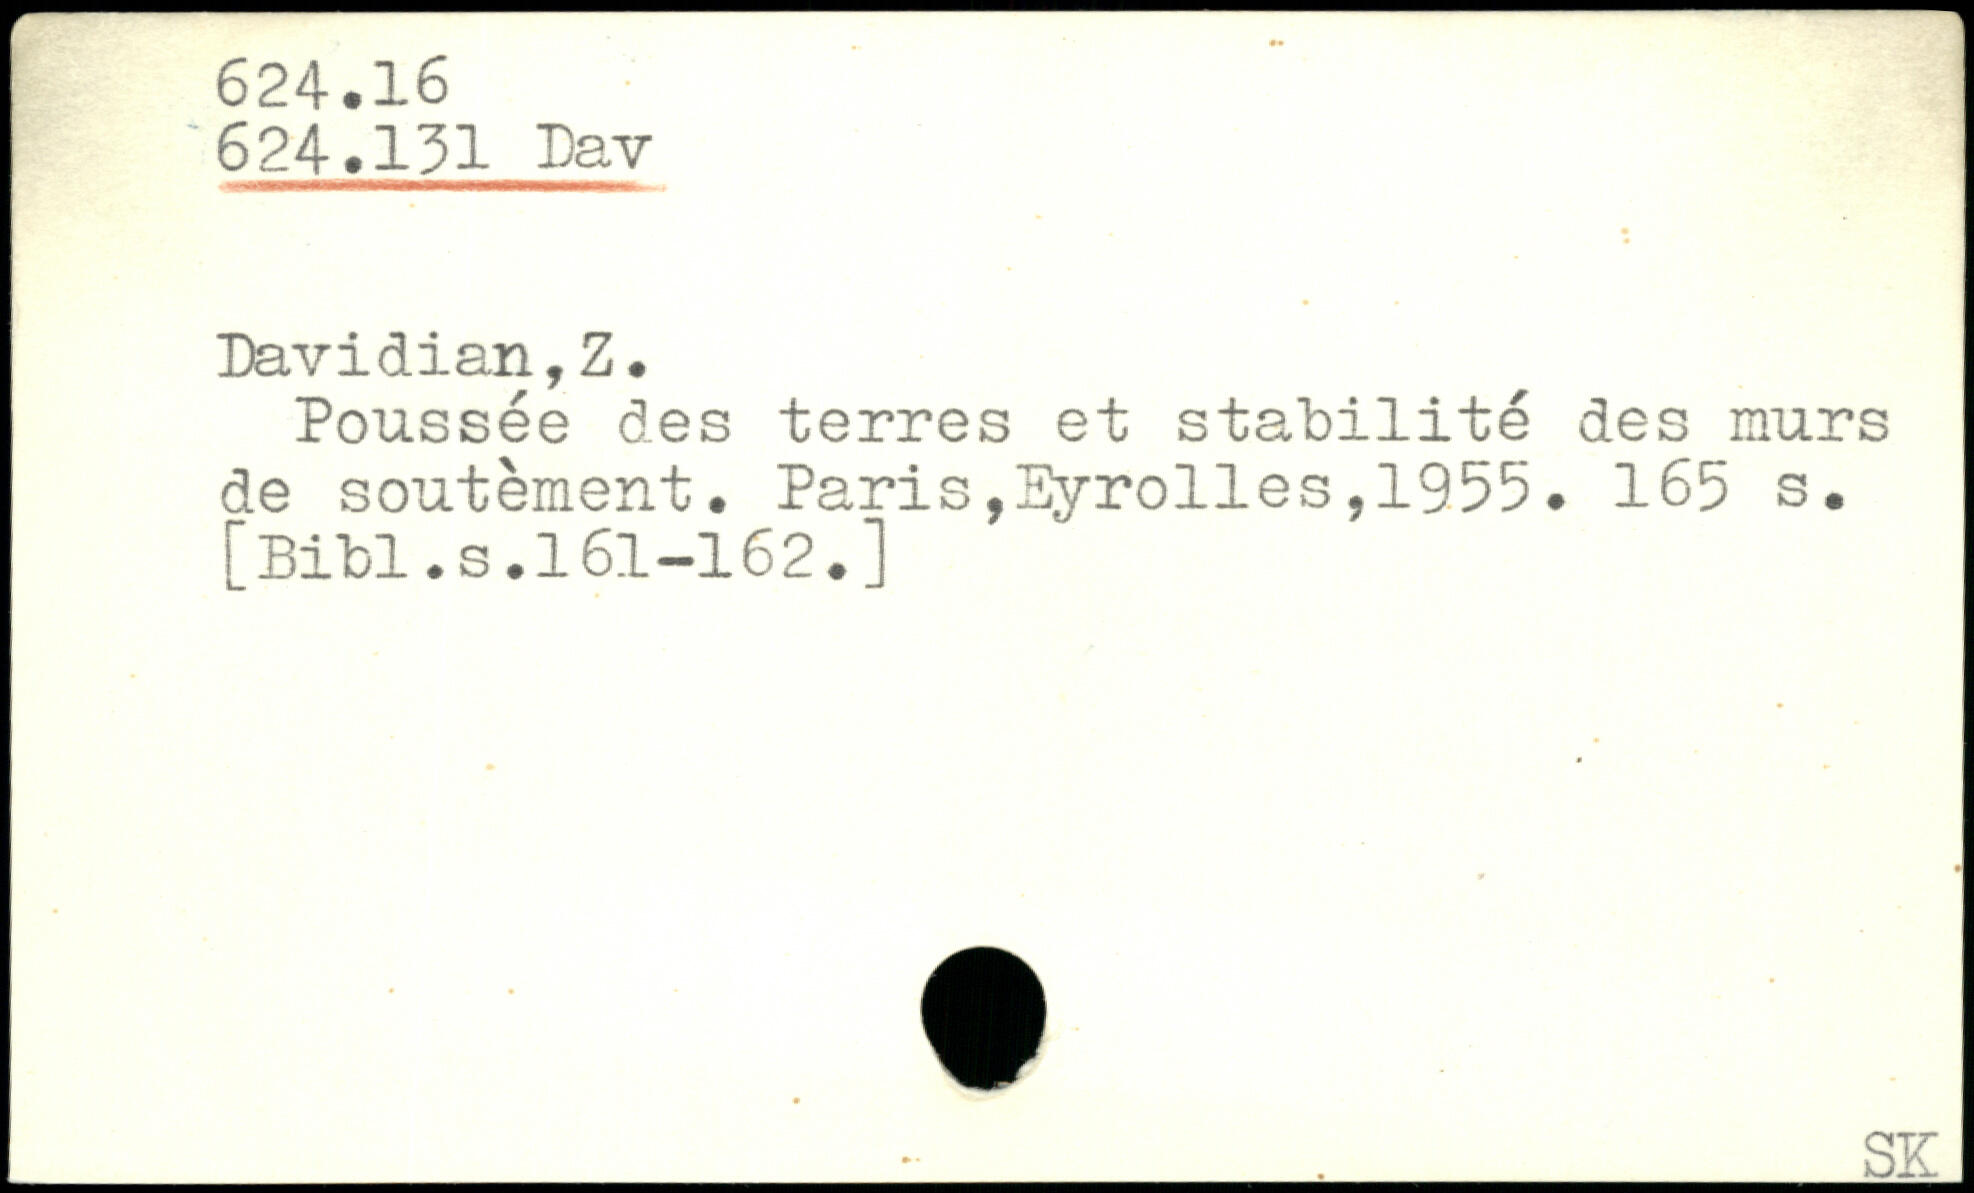 624.16
624.131 Dav
Davidian,Z.
Poussée des terres et stabilité des murs
de soutèment. Paris,Eyrolles,1955. 165 s.
[Bibl.s.161-162.]
SK